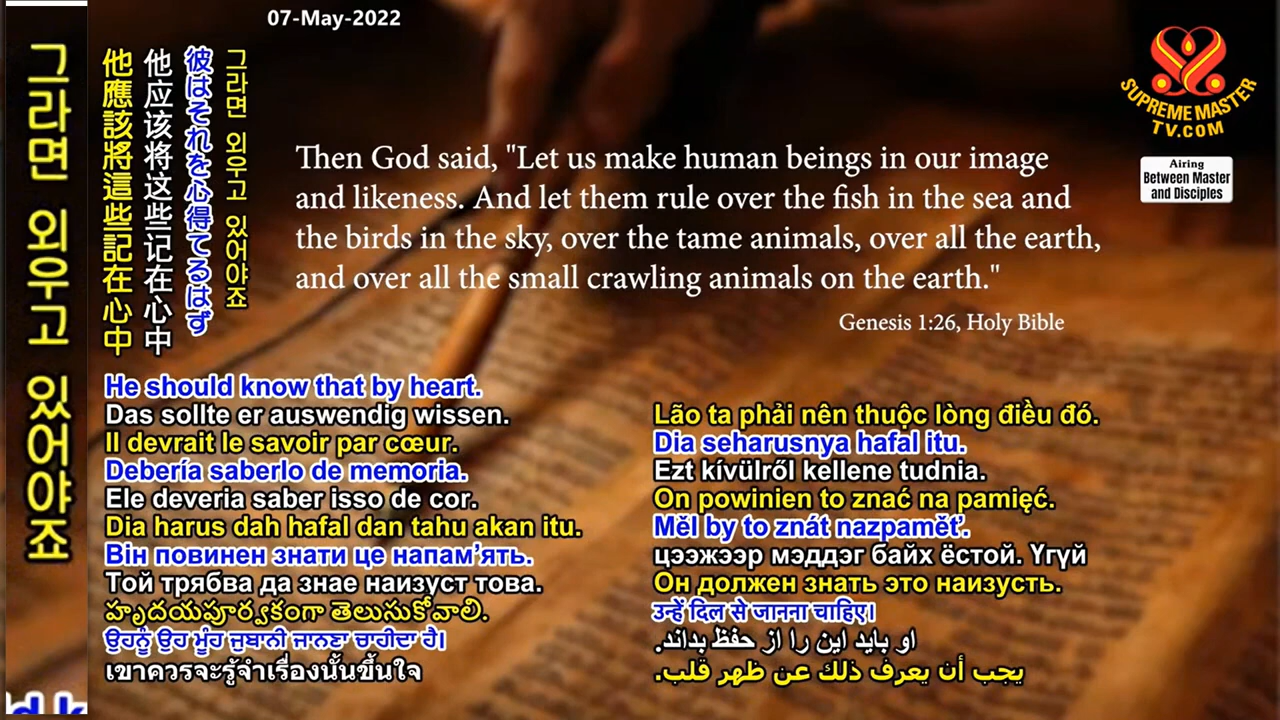 07-May-2022
그라면 외우고 있어야죠
他應該將這些記在心中
他应该将这些记在心中
彼はそれを心得てるはず
그라면 외우고 있어야죠
SUPREME MASTER
TV.COM
Airing
Between Master
and Disciples
Then God said, "Let us make human beings in our image
and likeness. And let them rule over the fish in the sea and
the birds in the sky, over the tame animals, over all the earth,
and over all the small crawling animals on the earth."
Genesis 1:26, Holy Bible
He should know that by heart.
Das sollte er auswendig wissen.
Il devrait le savoir par cœur.
Debería saberlo de memoria.
Ele deveria saber isso de cor.
Dia harus dah hafal dan tahu akan itu.
Він повинен знати це напам’ять.
Той трябва да знае наизуст това.
హృదయపూర్వకంగా తెలుసుకోవాలి.
ਉਹਨੂੰ ਉਹ ਮੂੰਹ ਜ਼ੁਬਾਨੀ ਜਾਨਣਾ ਚਾਹੀਦਾ ਹੈ।
เขาควรจะรู้จำเรื่องนั้นขึ้นใจ
Lão ta phải nên thuộc lòng điều đó.
Dia seharusnya hafal itu.
Ezt kívülről kellene tudnia.
On powinien to znać na pamięć.
Měl by to znát nazpaměť.
цээжээр мэддэг байх ёстой. Үгүй
Он должен знать это наизусть.
उन्हें दिल से जानना चाहिए।
او باید این را از حفظ بداند.
يجب أن يعرف ذلك عن ظهر قلب.